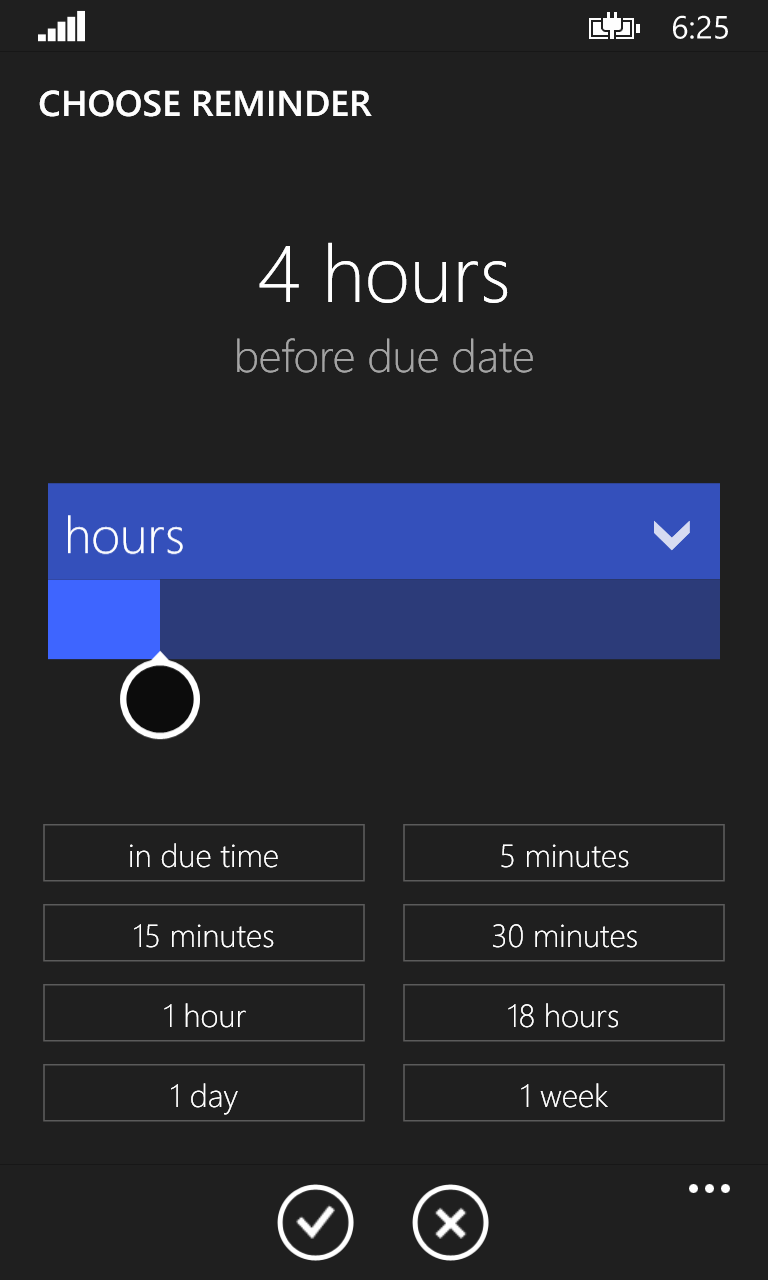 6:25
CHOOSE REMINDER
4 hours
before due date
hours
in due time
5 minutes
15 minutes
30 minutes
1 hour
18 hours
1 day
1 week